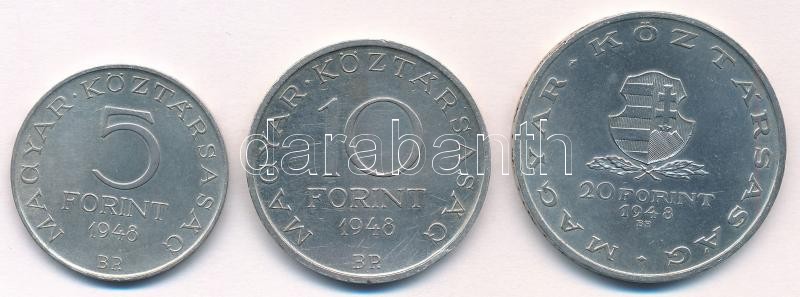 MAGYAR · KÖZTÁRSASÁG
5
FORINT
1948
BP.
MAGYAR · KÖZTÁRSASÁG
10
FORINT
1948
BP.
MAGYAR · KÖZTÁRSASÁG
20 FORINT
1948
BP.
darabanth